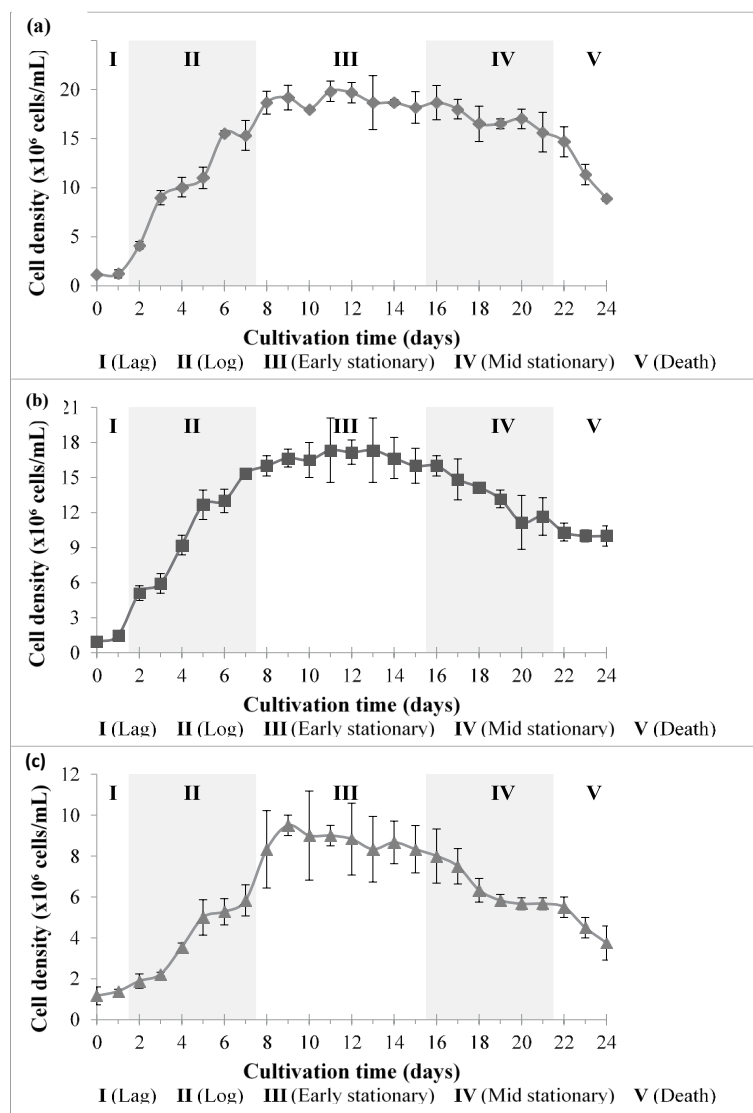 (a)
I II III IV V
Cell density (x10⁶ cells/mL)
20
15
10
5
0
0 2 4 6 8 10 12 14 16 18 20 22 24
Cultivation time (days)
I (Lag) II (Log) III (Early stationary) IV (Mid stationary) V (Death)
(b)
I II III IV V
Cell density (x10⁶ cells/mL)
21
18
15
12
9
6
3
0
0 2 4 6 8 10 12 14 16 18 20 22 24
Cultivation time (days)
I (Lag) II (Log) III (Early stationary) IV (Mid stationary) V (Death)
(c)
I II III IV V
Cell density (x10⁶ cells/mL)
12
10
8
6
4
2
0
0 2 4 6 8 10 12 14 16 18 20 22 24
Cultivation time (days)
I (Lag) II (Log) III (Early stationary) IV (Mid stationary) V (Death)